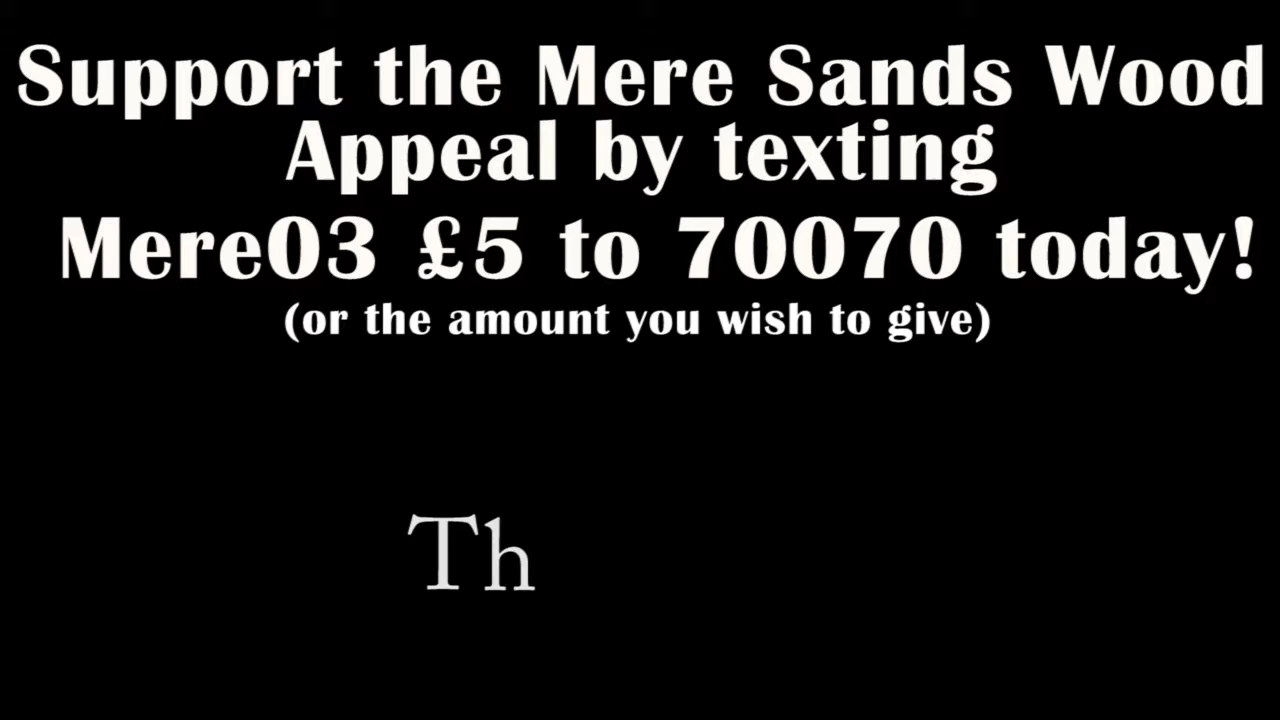 Support the Mere Sands Wood
Appeal by texting
Mere03 £5 to 70070 today!
(or the amount you wish to give)
Th